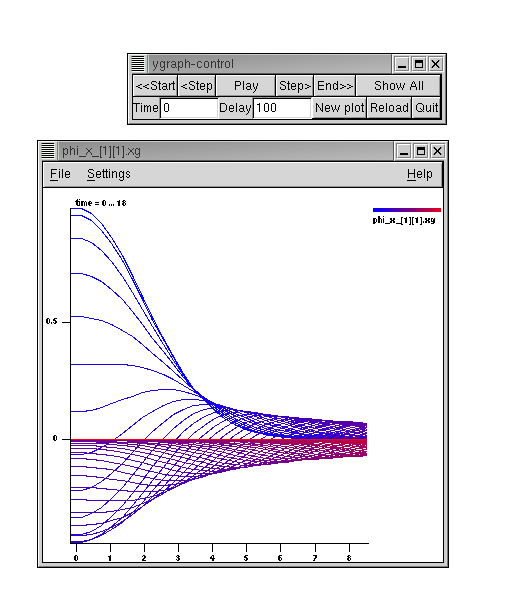 ygraph-control
<<Start <Step Play Step> End>> Show All
Time 0 Delay 100 New plot Reload Quit
phi_x_[1][1].xg
File Settings Help
time = 0 ... 18
phi_x_[1][1].xg
0.5
0
0 1 2 3 4 5 6 7 8